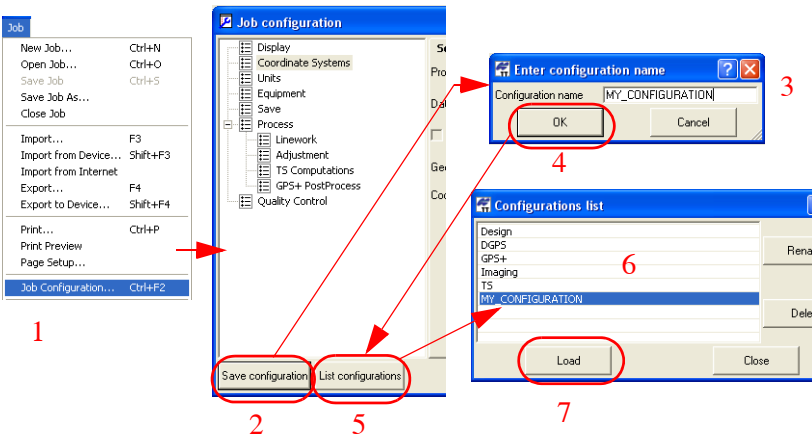 Job
New Job... Ctrl+N
Open Job... Ctrl+O
Save Job Ctrl+S
Save Job As...
Close Job
Import... F3
Import from Device... Shift+F3
Import from Internet
Export... F4
Export to Device... Shift+F4
Print... Ctrl+P
Print Preview
Page Setup...
Job Configuration... Ctrl+F2
1
Job configuration
Display
Coordinate Systems
Units
Equipment
Save
Process
Linework
Adjustment
TS Computations
GPS+ PostProcess
Quality Control
Save configuration
List configurations
2
5
Enter configuration name
Configuration name MY_CONFIGURATION
OK
Cancel
3
4
Configurations list
Design
DGPS
GPS+
Imaging
TS
MY_CONFIGURATION
6
Load
Close
7